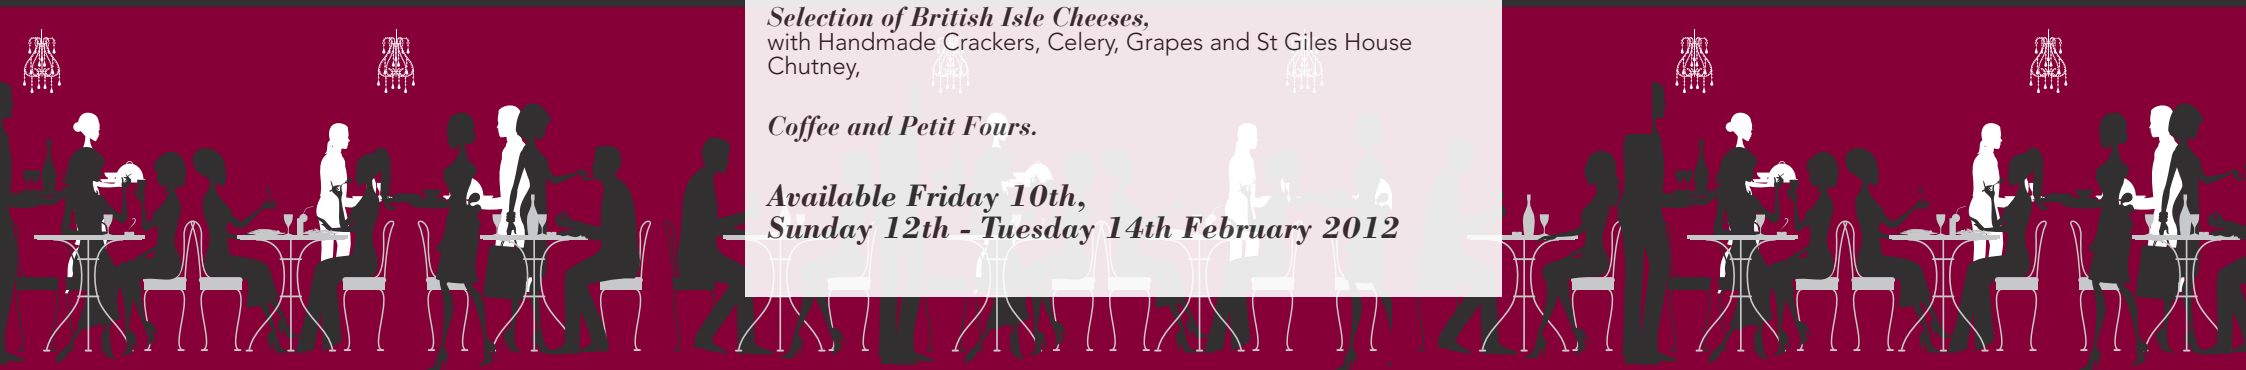 Selection of British Isle Cheeses,
with Handmade Crackers, Celery, Grapes and St Giles House
Chutney,
Coffee and Petit Fours.
Available Friday 10th,
Sunday 12th - Tuesday 14th February 2012